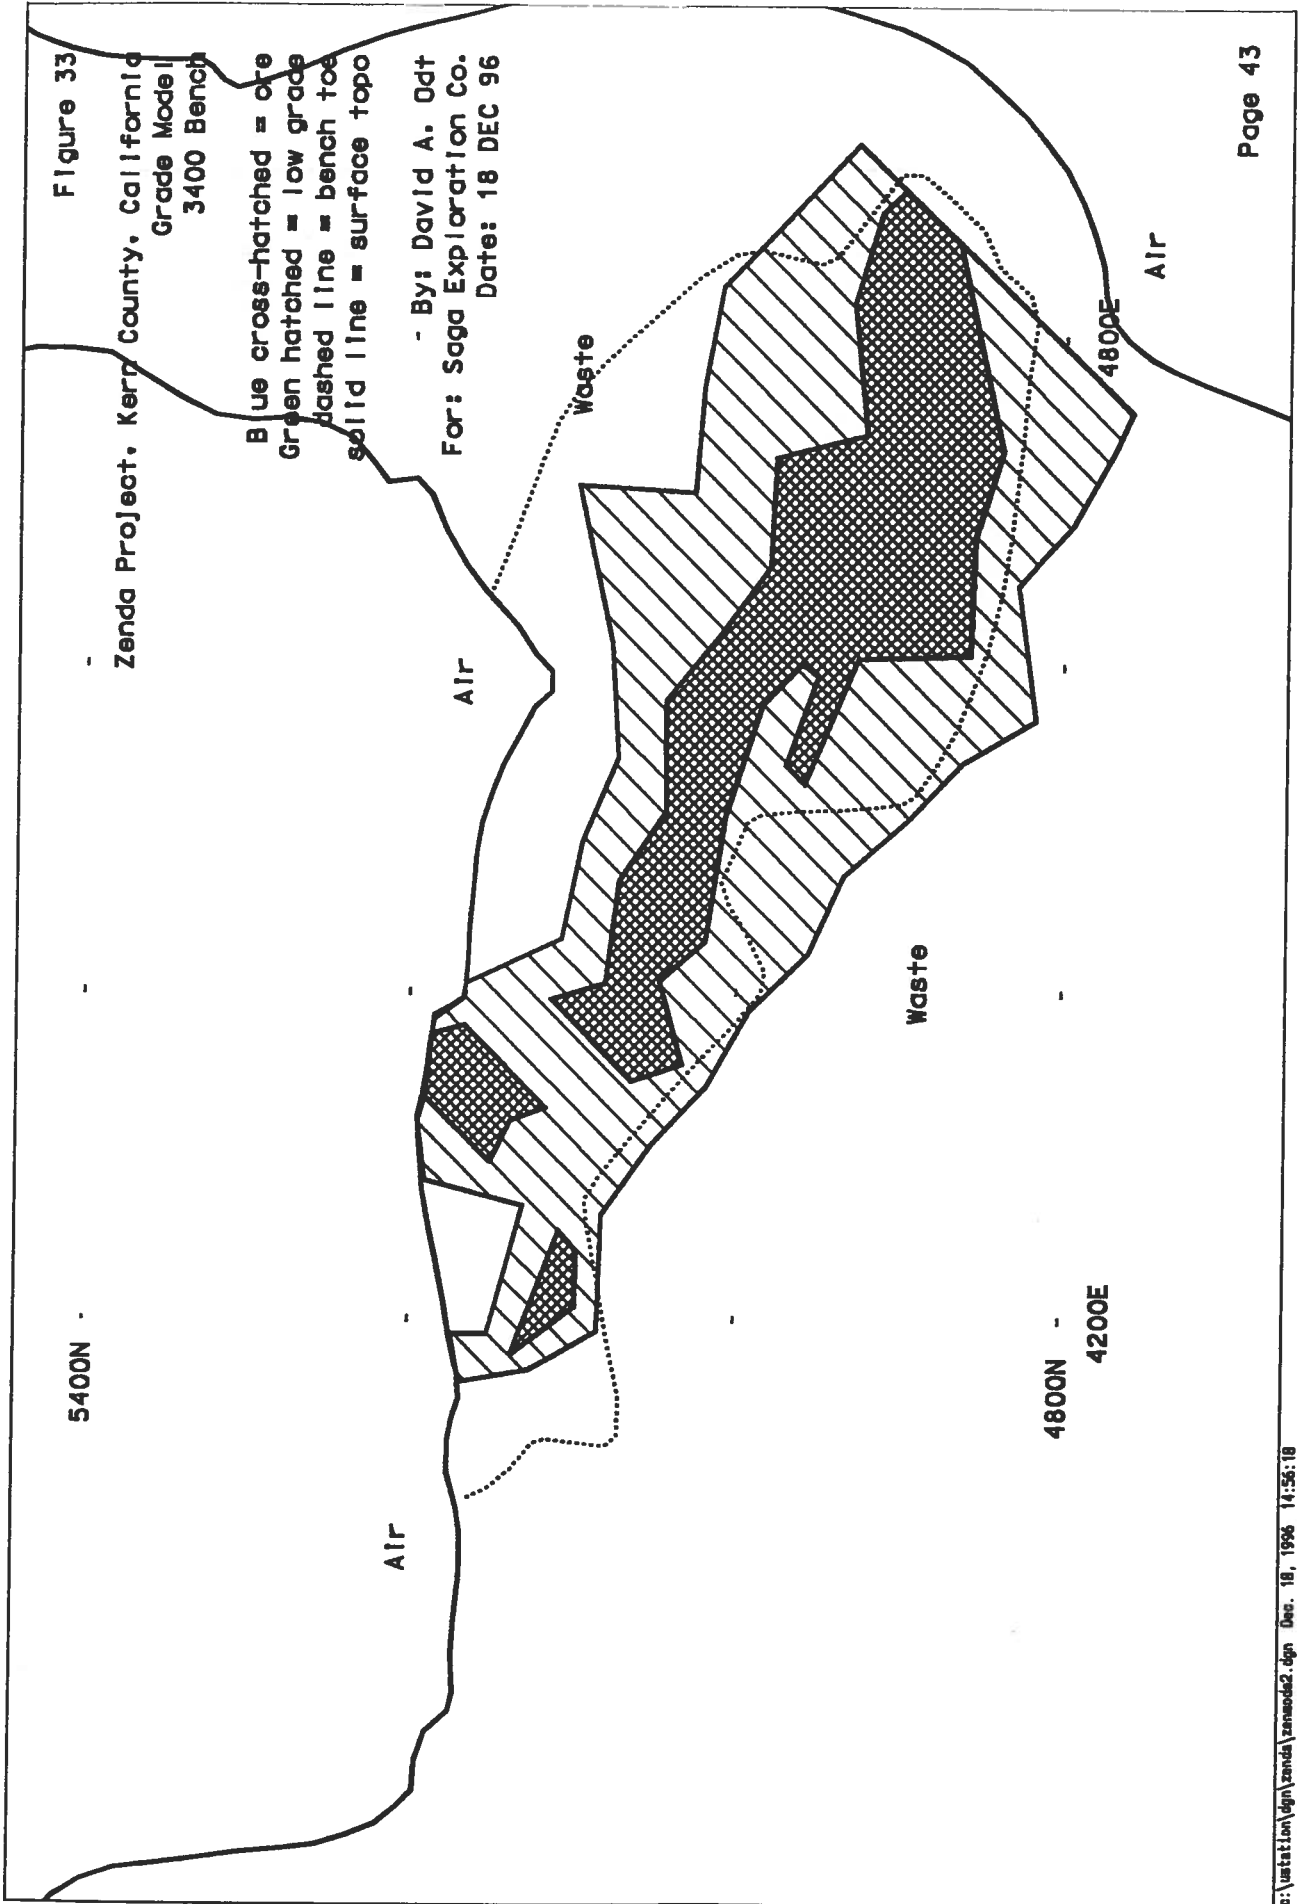 Figure 33
Zenda Project, Kern County, California
Grade Model
3400 Bench
Blue cross-hatched = ore
Green hatched = low grade
dashed line = bench toe
solid line = surface topo
- By: David A. Odt
For: Saga Exploration Co.
Date: 18 DEC 96
5400N
Air
Air
Waste
Waste
4800N
4200E
4800E
Air
Page 43
c:\ustation\dgn\zenda\zenmode2.dgn Dec. 18, 1996 14:56:18